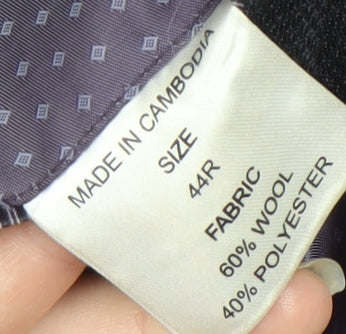 MADE IN CAMBODIA
SIZE
44R
FABRIC
60% WOOL
40% POLYESTER